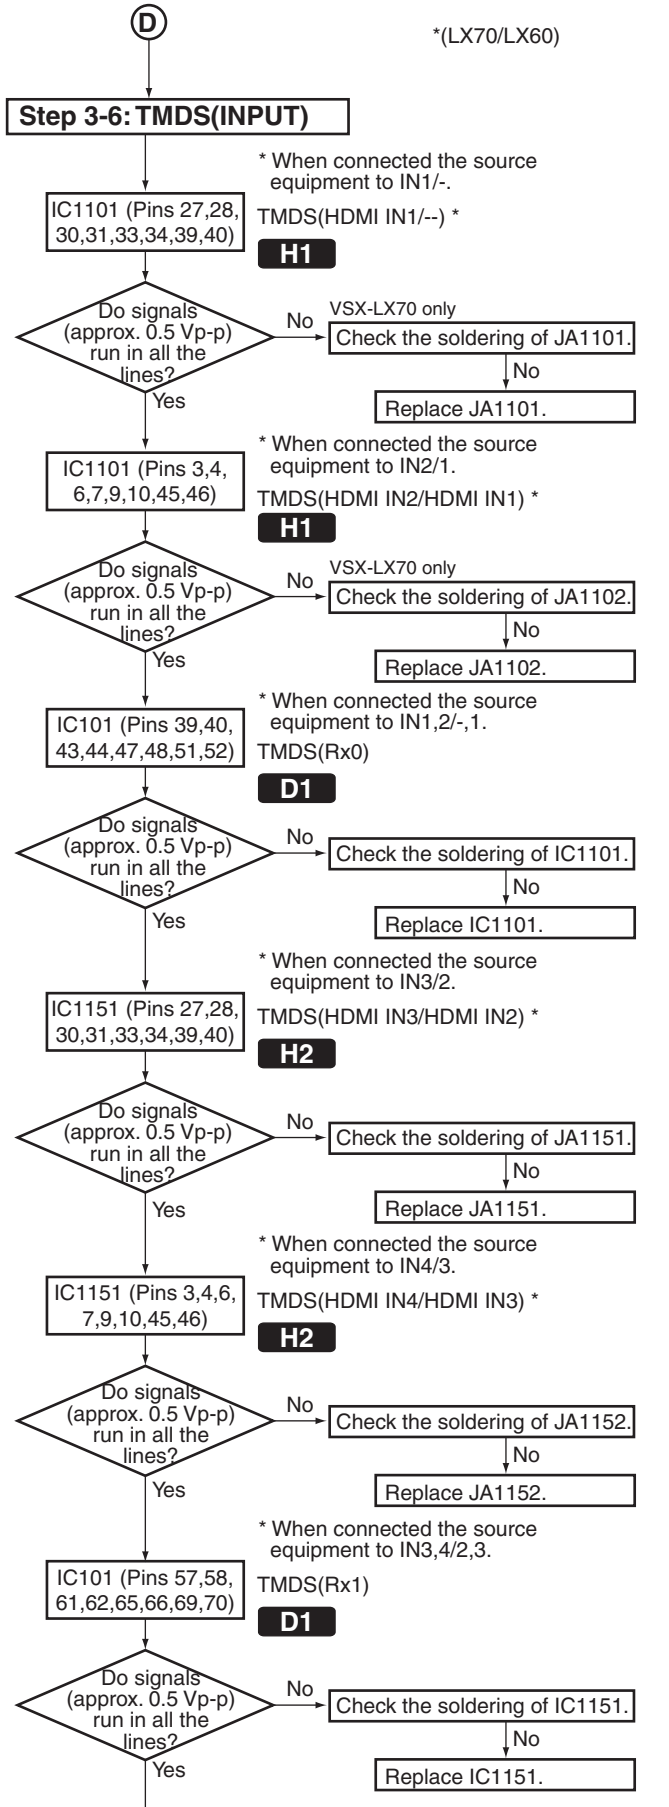 D
*(LX70/LX60)
Step 3-6: TMDS(INPUT)
* When connected the source
equipment to IN1/-.
IC1101 (Pins 27,28,
30,31,33,34,39,40)
TMDS(HDMI IN1/--) *
H1
Do signals
(approx. 0.5 Vp-p)
run in all the
lines?
No
VSX-LX70 only
Check the soldering of JA1101.
No
Replace JA1101.
Yes
* When connected the source
equipment to IN2/1.
IC1101 (Pins 3,4,
6,7,9,10,45,46)
TMDS(HDMI IN2/HDMI IN1) *
H1
Do signals
(approx. 0.5 Vp-p)
run in all the
lines?
No
VSX-LX70 only
Check the soldering of JA1102.
No
Replace JA1102.
Yes
* When connected the source
equipment to IN1,2/-,1.
IC101 (Pins 39,40,
43,44,47,48,51,52)
TMDS(Rx0)
D1
Do signals
(approx. 0.5 Vp-p)
run in all the
lines?
No
Check the soldering of IC1101.
No
Replace IC1101.
Yes
* When connected the source
equipment to IN3/2.
IC1151 (Pins 27,28,
30,31,33,34,39,40)
TMDS(HDMI IN3/HDMI IN2) *
H2
Do signals
(approx. 0.5 Vp-p)
run in all the
lines?
No
Check the soldering of JA1151.
No
Replace JA1151.
Yes
* When connected the source
equipment to IN4/3.
IC1151 (Pins 3,4,6,
7,9,10,45,46)
TMDS(HDMI IN4/HDMI IN3) *
H2
Do signals
(approx. 0.5 Vp-p)
run in all the
lines?
No
Check the soldering of JA1152.
No
Replace JA1152.
Yes
* When connected the source
equipment to IN3,4/2,3.
IC101 (Pins 57,58,
61,62,65,66,69,70)
TMDS(Rx1)
D1
Do signals
(approx. 0.5 Vp-p)
run in all the
lines?
No
Check the soldering of IC1151.
No
Replace IC1151.
Yes